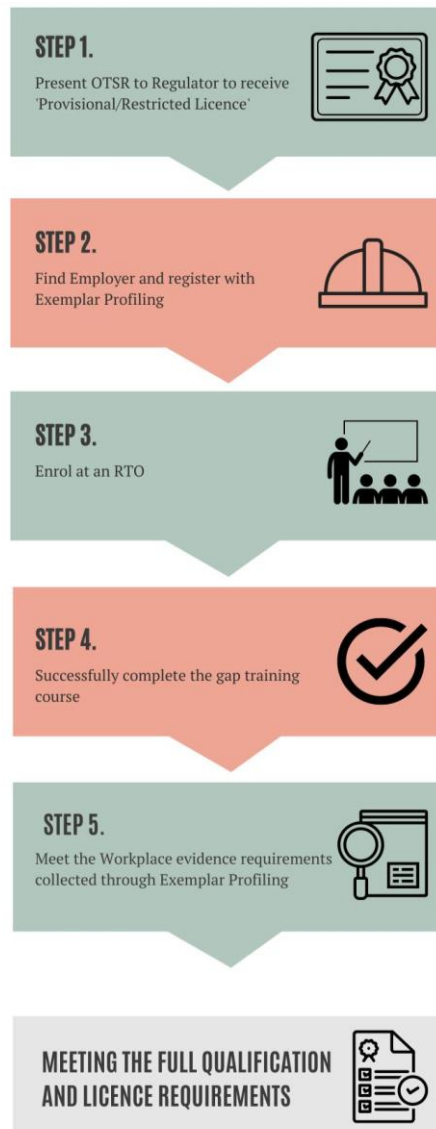 STEP 1.
Present OTSR to Regulator to receive
'Provisional/Restricted Licence'
STEP 2.
Find Employer and register with
Exemplar Profiling
STEP 3.
Enrol at an RTO
STEP 4.
Successfully complete the gap training
course
STEP 5.
Meet the Workplace evidence requirements
collected through Exemplar Profiling
MEETING THE FULL QUALIFICATION
AND LICENCE REQUIREMENTS